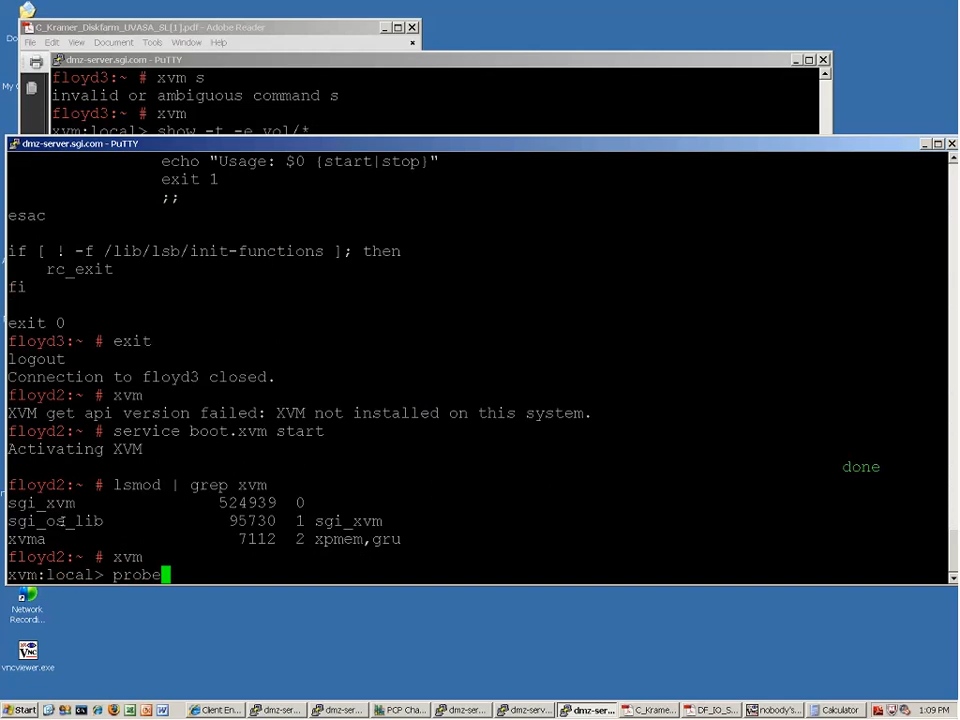 C_Kramer_Diskfarm_UVASA_SL[1].pdf - Adobe Reader
File Edit View Document Tools Window Help
dmz-server.sgi.com - PuTTY
floyd3:~ # xvm s
invalid or ambiguous command s
floyd3:~ # xvm
xvm:local> show -t -e vol/*
dmz-server.sgi.com - PuTTY
echo "Usage: $0 {start|stop}"
exit 1
;;
esac
if [ ! -f /lib/lsb/init-functions ]; then
rc_exit
fi
exit 0
floyd3:~ # exit
logout
Connection to floyd3 closed.
floyd2:~ # xvm
XVM get api version failed: XVM not installed on this system.
floyd2:~ # service boot.xvm start
Activating XVM
done
floyd2:~ # lsmod | grep xvm
sgi_xvm 524939 0
sgi_os_lib 95730 1 sgi_xvm
xvma 7112 2 xpmem,gru
floyd2:~ # xvm
xvm:local> probe
Network
Recordi...
vncviewer.exe
Start Client En... dmz-ser... dmz-ser... PCP Cha... dmz-ser... dmz-serv... dmz-ser... C_Krame... DF_IO_S... nobody's... Calculator 1:09 PM